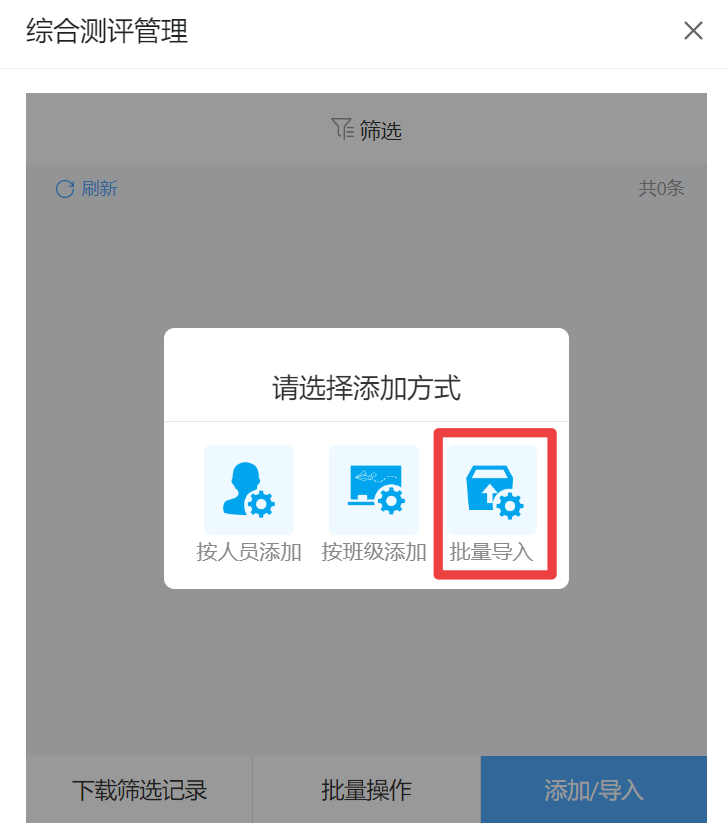 综合测评管理
筛选
刷新
共0条
请选择添加方式
按人员添加
按班级添加
批量导入
下载筛选记录
批量操作
添加/导入